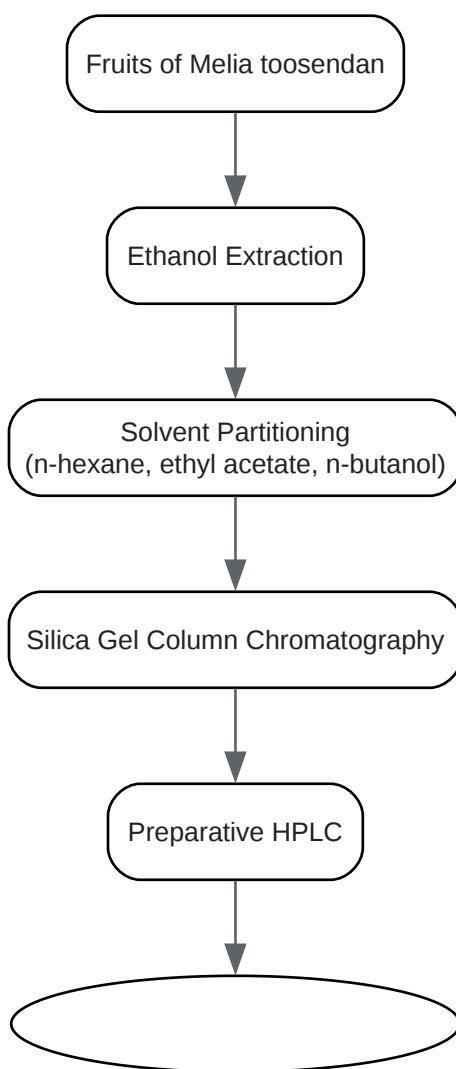 Fruits of Melia toosendan
Ethanol Extraction
Solvent Partitioning
(n-hexane, ethyl acetate, n-butanol)
Silica Gel Column Chromatography
Preparative HPLC